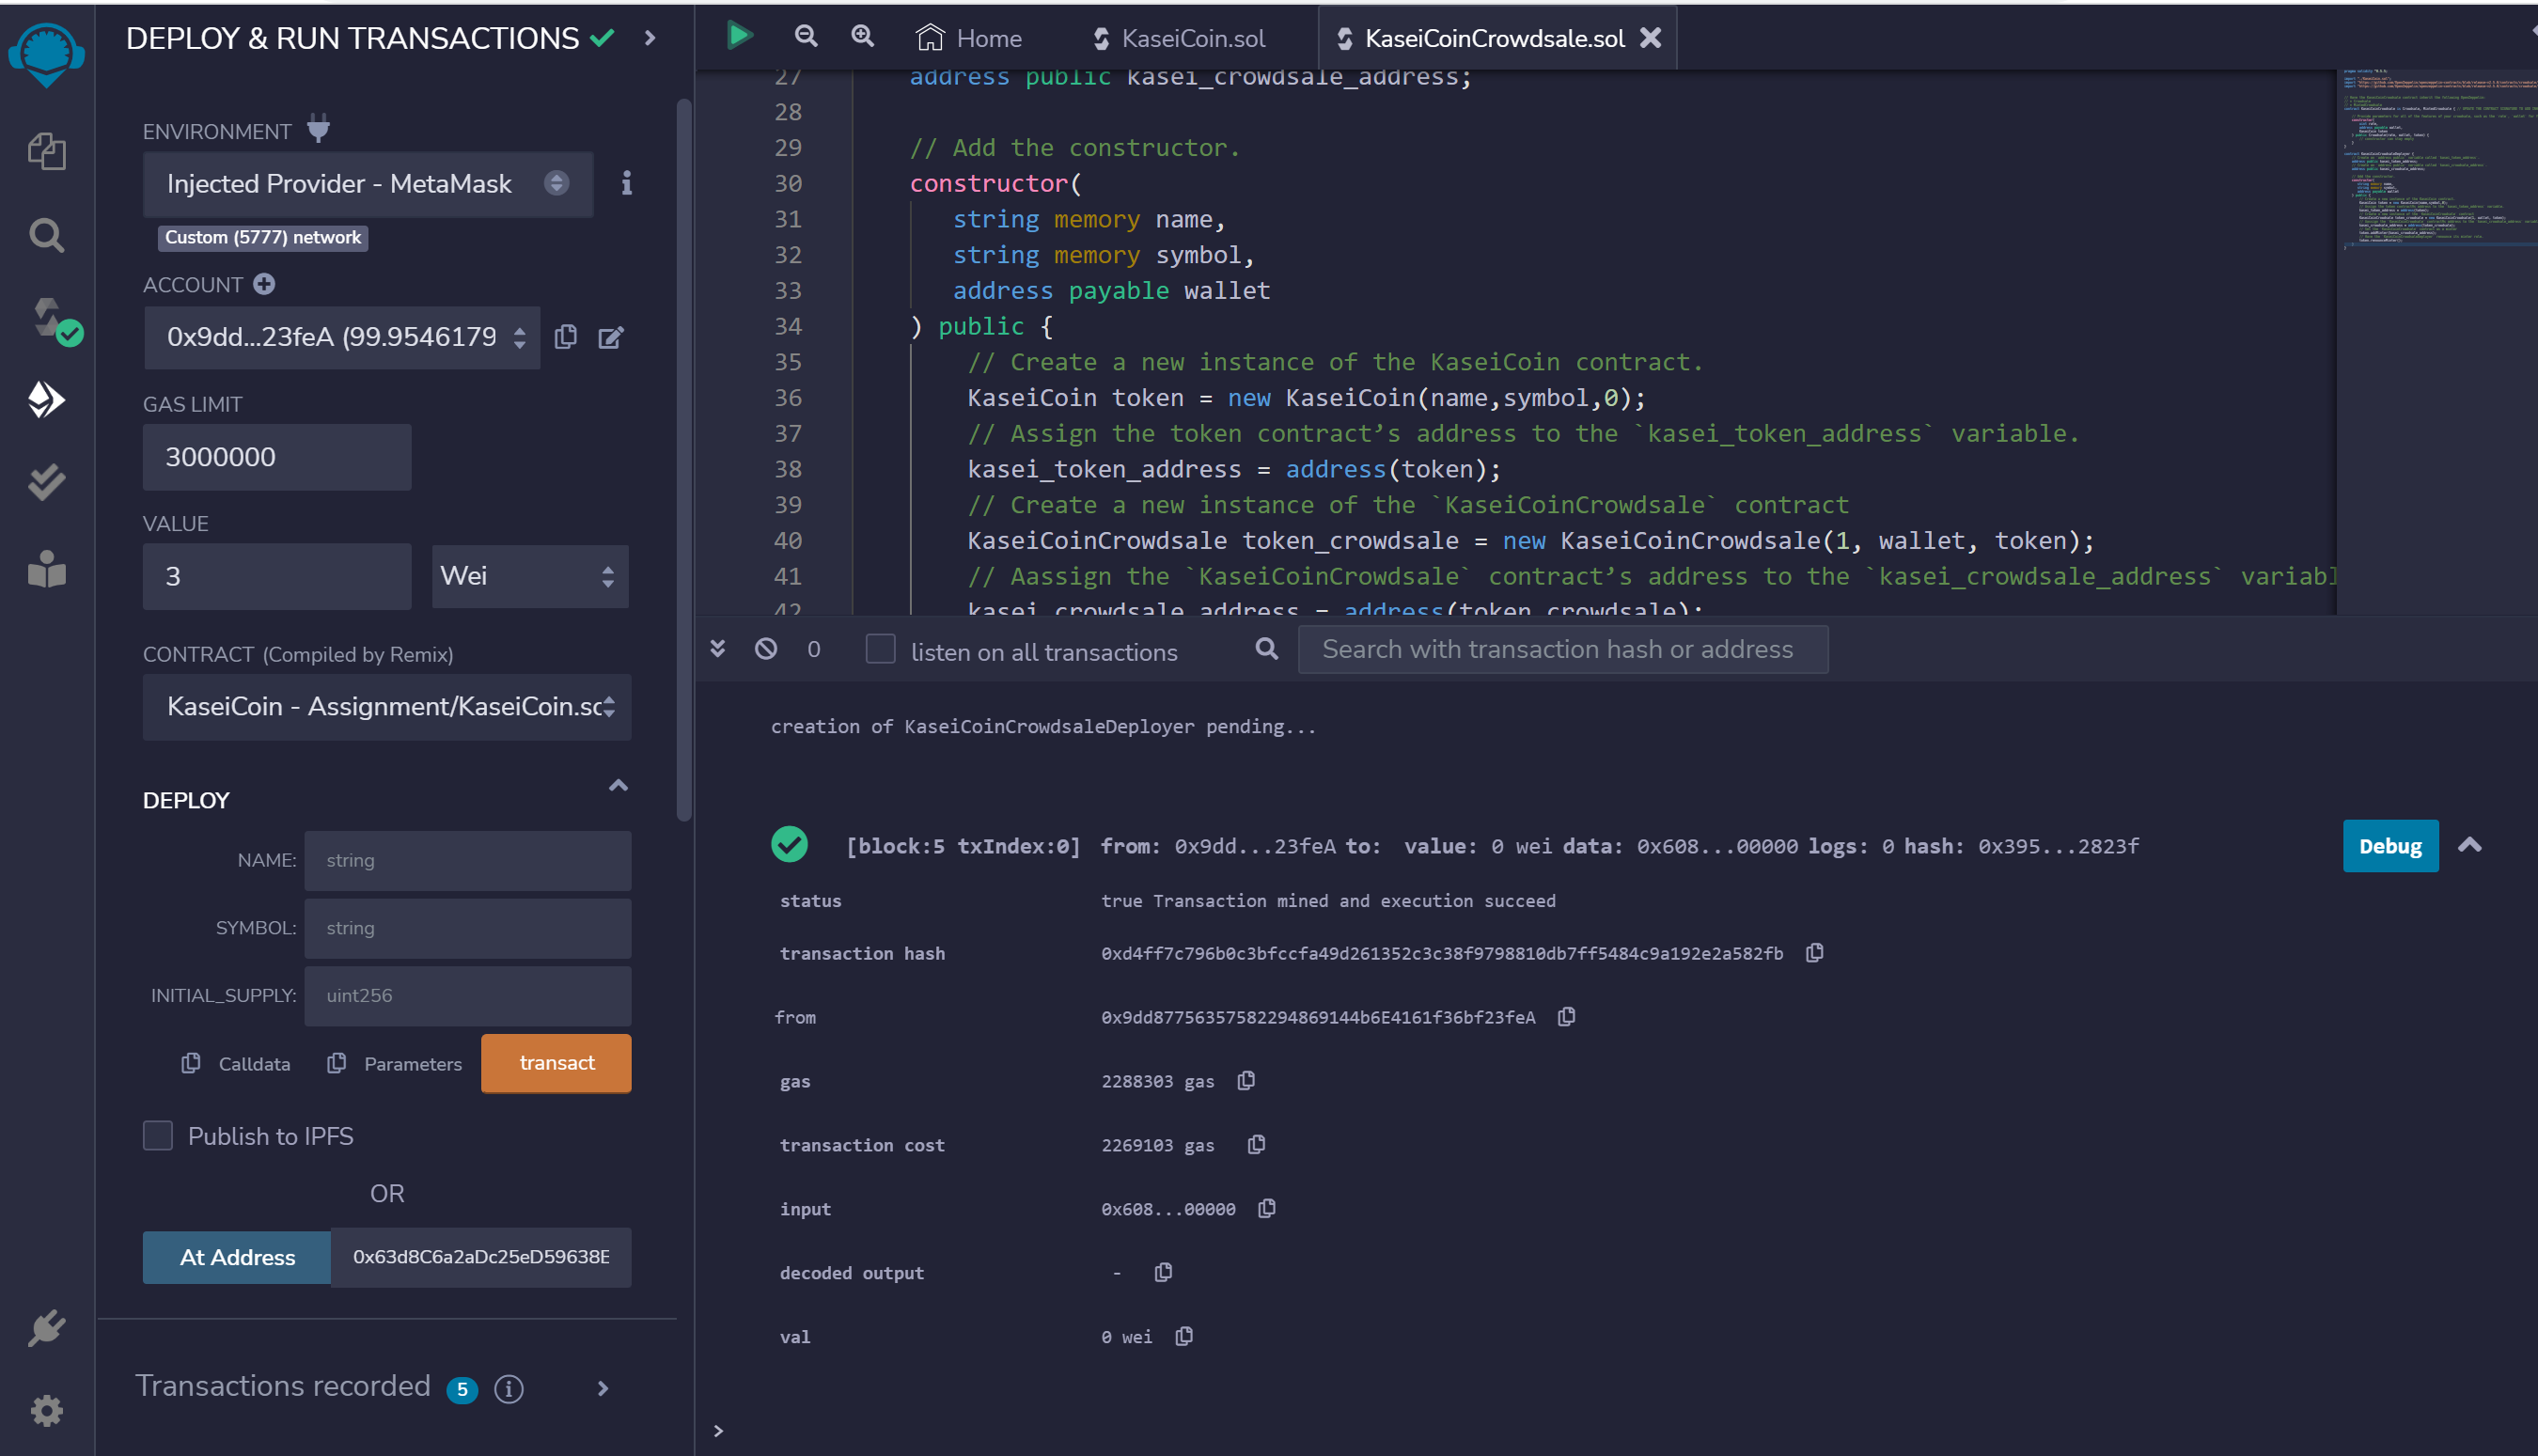 DEPLOY & RUN TRANSACTIONS
ENVIRONMENT
Injected Provider - MetaMask
Custom (5777) network
ACCOUNT
0x9dd...23feA (99.9546179
GAS LIMIT
3000000
VALUE
3
Wei
CONTRACT (Compiled by Remix)
KaseiCoin - Assignment/KaseiCoin.sc
DEPLOY
NAME: string
SYMBOL: string
INITIAL_SUPPLY: uint256
Calldata Parameters transact
Publish to IPFS
OR
At Address 0x63d8C6a2aDc25eD59638E
Transactions recorded 5
Home KaseiCoin.sol KaseiCoinCrowdsale.sol
27 address public kasei_crowdsale_address;
28
29 // Add the constructor.
30 constructor(
31 string memory name,
32 string memory symbol,
33 address payable wallet
34 ) public {
35 // Create a new instance of the KaseiCoin contract.
36 KaseiCoin token = new KaseiCoin(name,symbol,0);
37 // Assign the token contract’s address to the `kasei_token_address` variable.
38 kasei_token_address = address(token);
39 // Create a new instance of the `KaseiCoinCrowdsale` contract
40 KaseiCoinCrowdsale token_crowdsale = new KaseiCoinCrowdsale(1, wallet, token);
41 // Aassign the `KaseiCoinCrowdsale` contract’s address to the `kasei_crowdsale_address` variabl
42 kasei_crowdsale_address = address(token_crowdsale);
0 listen on all transactions Search with transaction hash or address
creation of KaseiCoinCrowdsaleDeployer pending...
[block:5 txIndex:0] from: 0x9dd...23feA to: value: 0 wei data: 0x608...00000 logs: 0 hash: 0x395...2823f
Debug
status true Transaction mined and execution succeed
transaction hash 0xd4ff7c796b0c3bfccfa49d261352c3c38f9798810db7ff5484c9a192e2a582fb
from 0x9dd87756357582294869144b6E4161f36bf23feA
gas 2288303 gas
transaction cost 2269103 gas
input 0x608...00000
decoded output -
val 0 wei
>